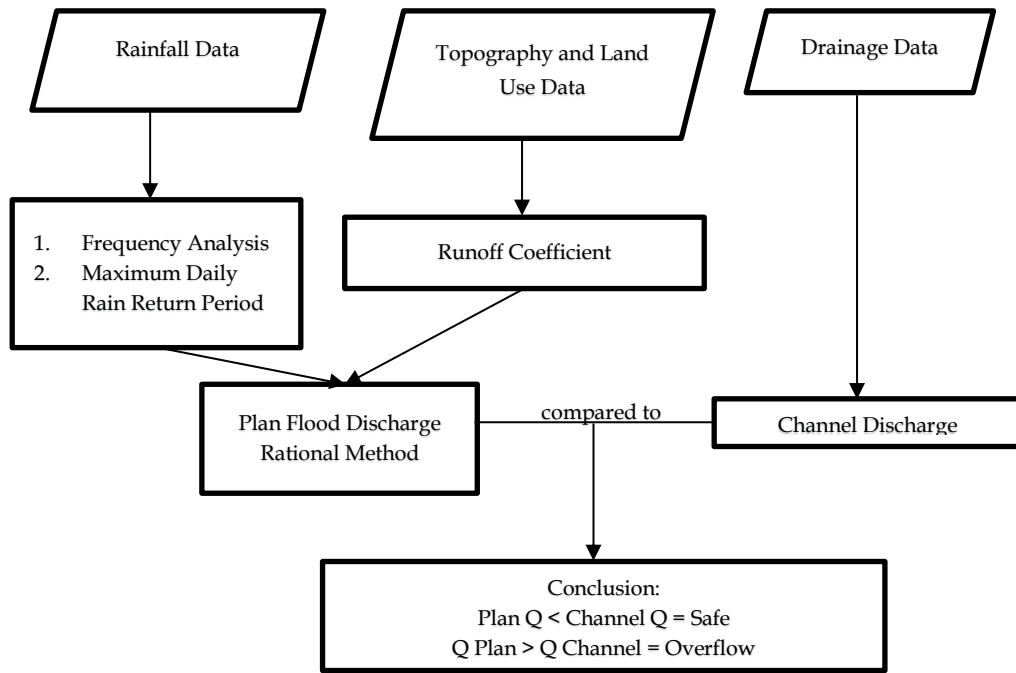 Rainfall Data
Topography and Land
Use Data
Drainage Data
1. Frequency Analysis
2. Maximum Daily
Rain Return Period
Runoff Coefficient
Plan Flood Discharge
Rational Method
compared to
Channel Discharge
Conclusion:
Plan Q < Channel Q = Safe
Q Plan > Q Channel = Overflow